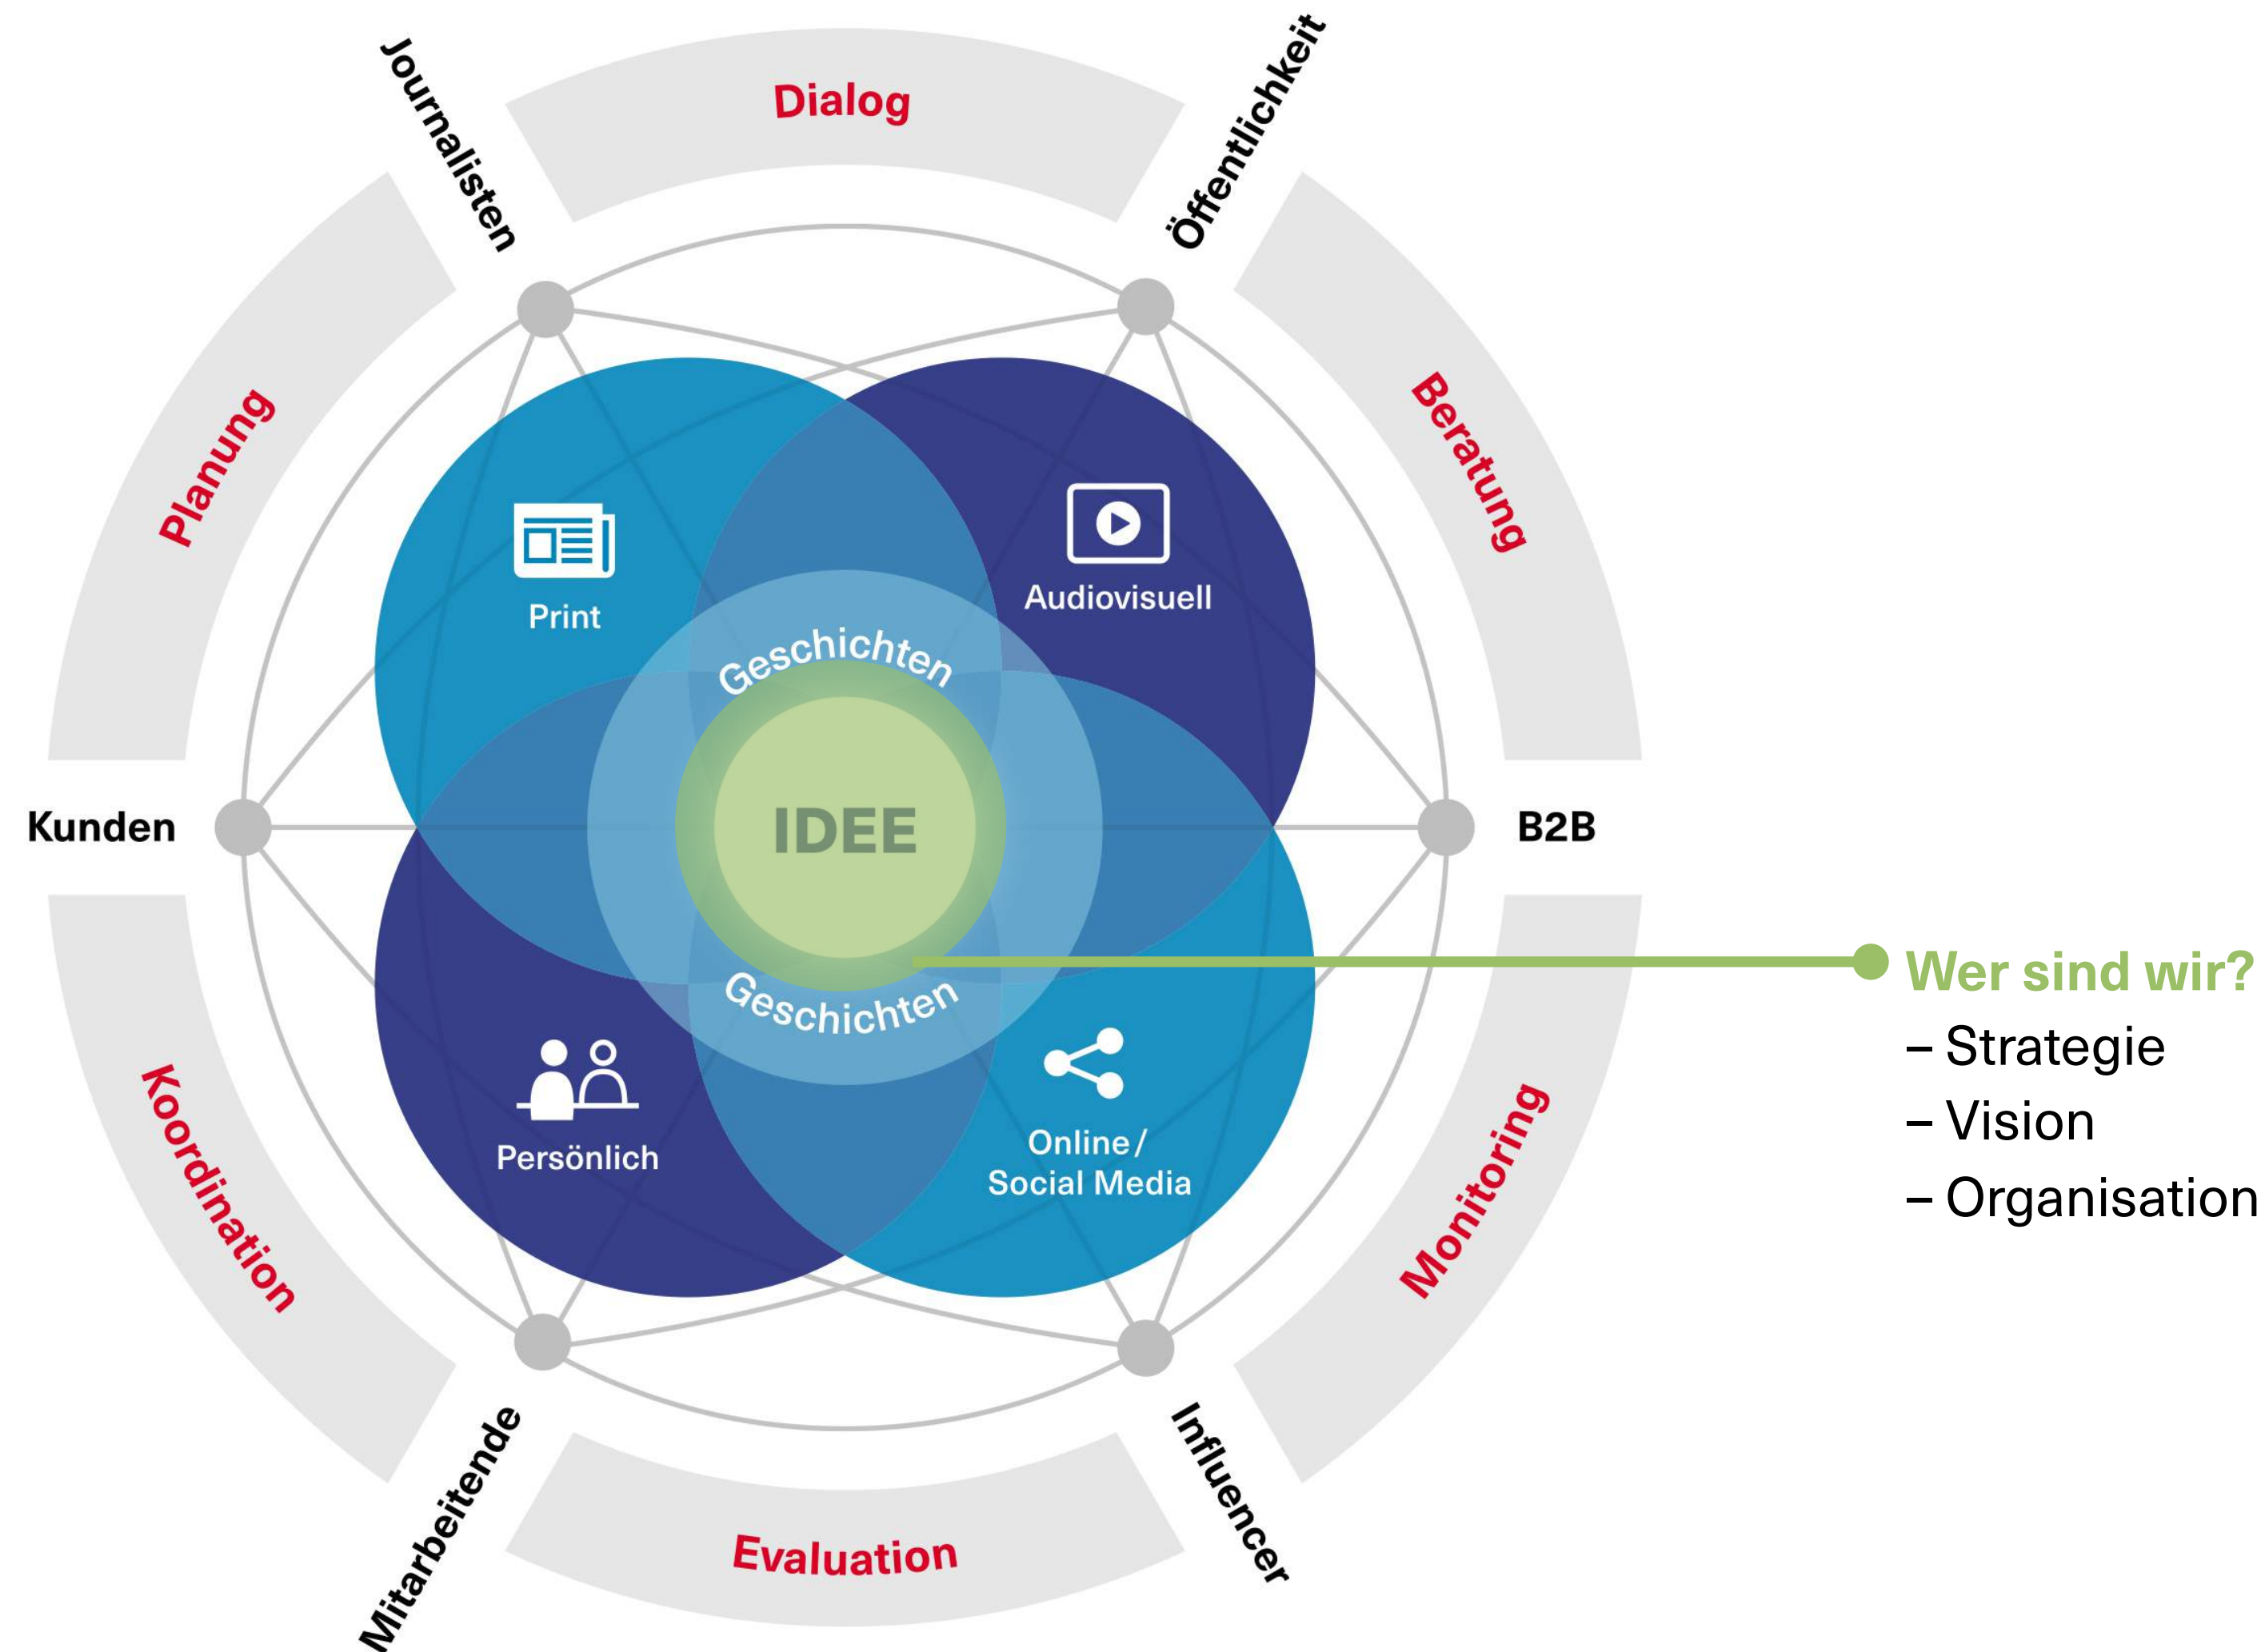 Journalisten
Dialog
Öffentlichkeit
Planung
Beratung
Print
Audiovisuell
Geschichten
IDEE
Kunden
B2B
Geschichten
Persönlich
Online/
Social Media
Koordination
Monitoring
Mitarbeitende
Evaluation
Influencer
Wer sind wir?
– Strategie
– Vision
– Organisation